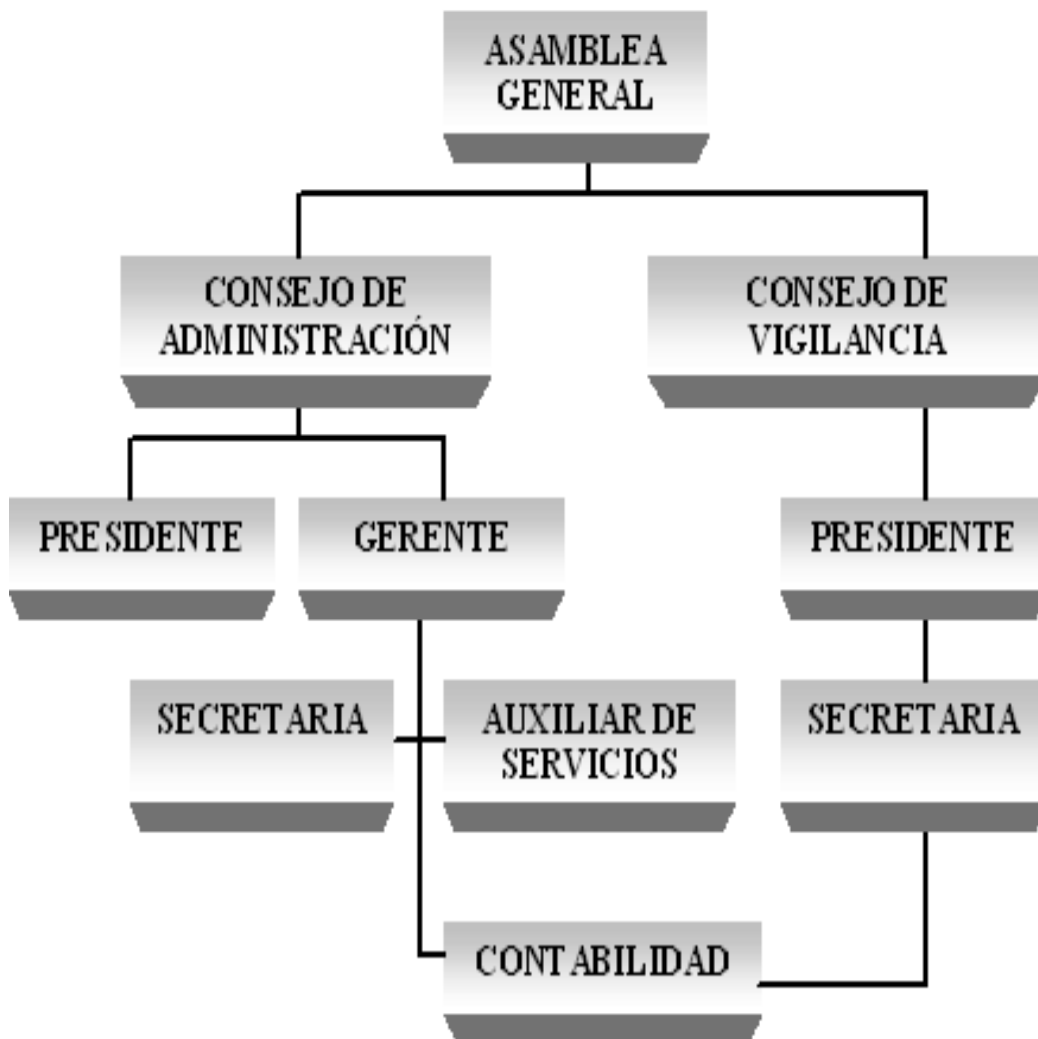 ASAMBLEA
GENERAL
CONSEJO DE
ADMINISTRACIÓN
CONSEJO DE
VIGILANCIA
PRESIDENTE
GERENTE
PRESIDENTE
SECRETARIA
AUXILIAR DE
SERVICIOS
SECRETARIA
CONTABILIDAD